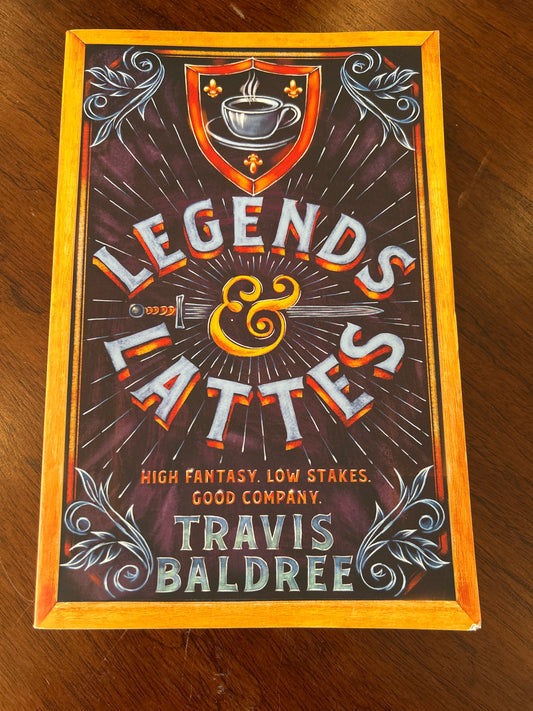 LEGENDS
&
LATTES
HIGH FANTASY. LOW STAKES.
GOOD COMPANY.
TRAVIS
BALDREE